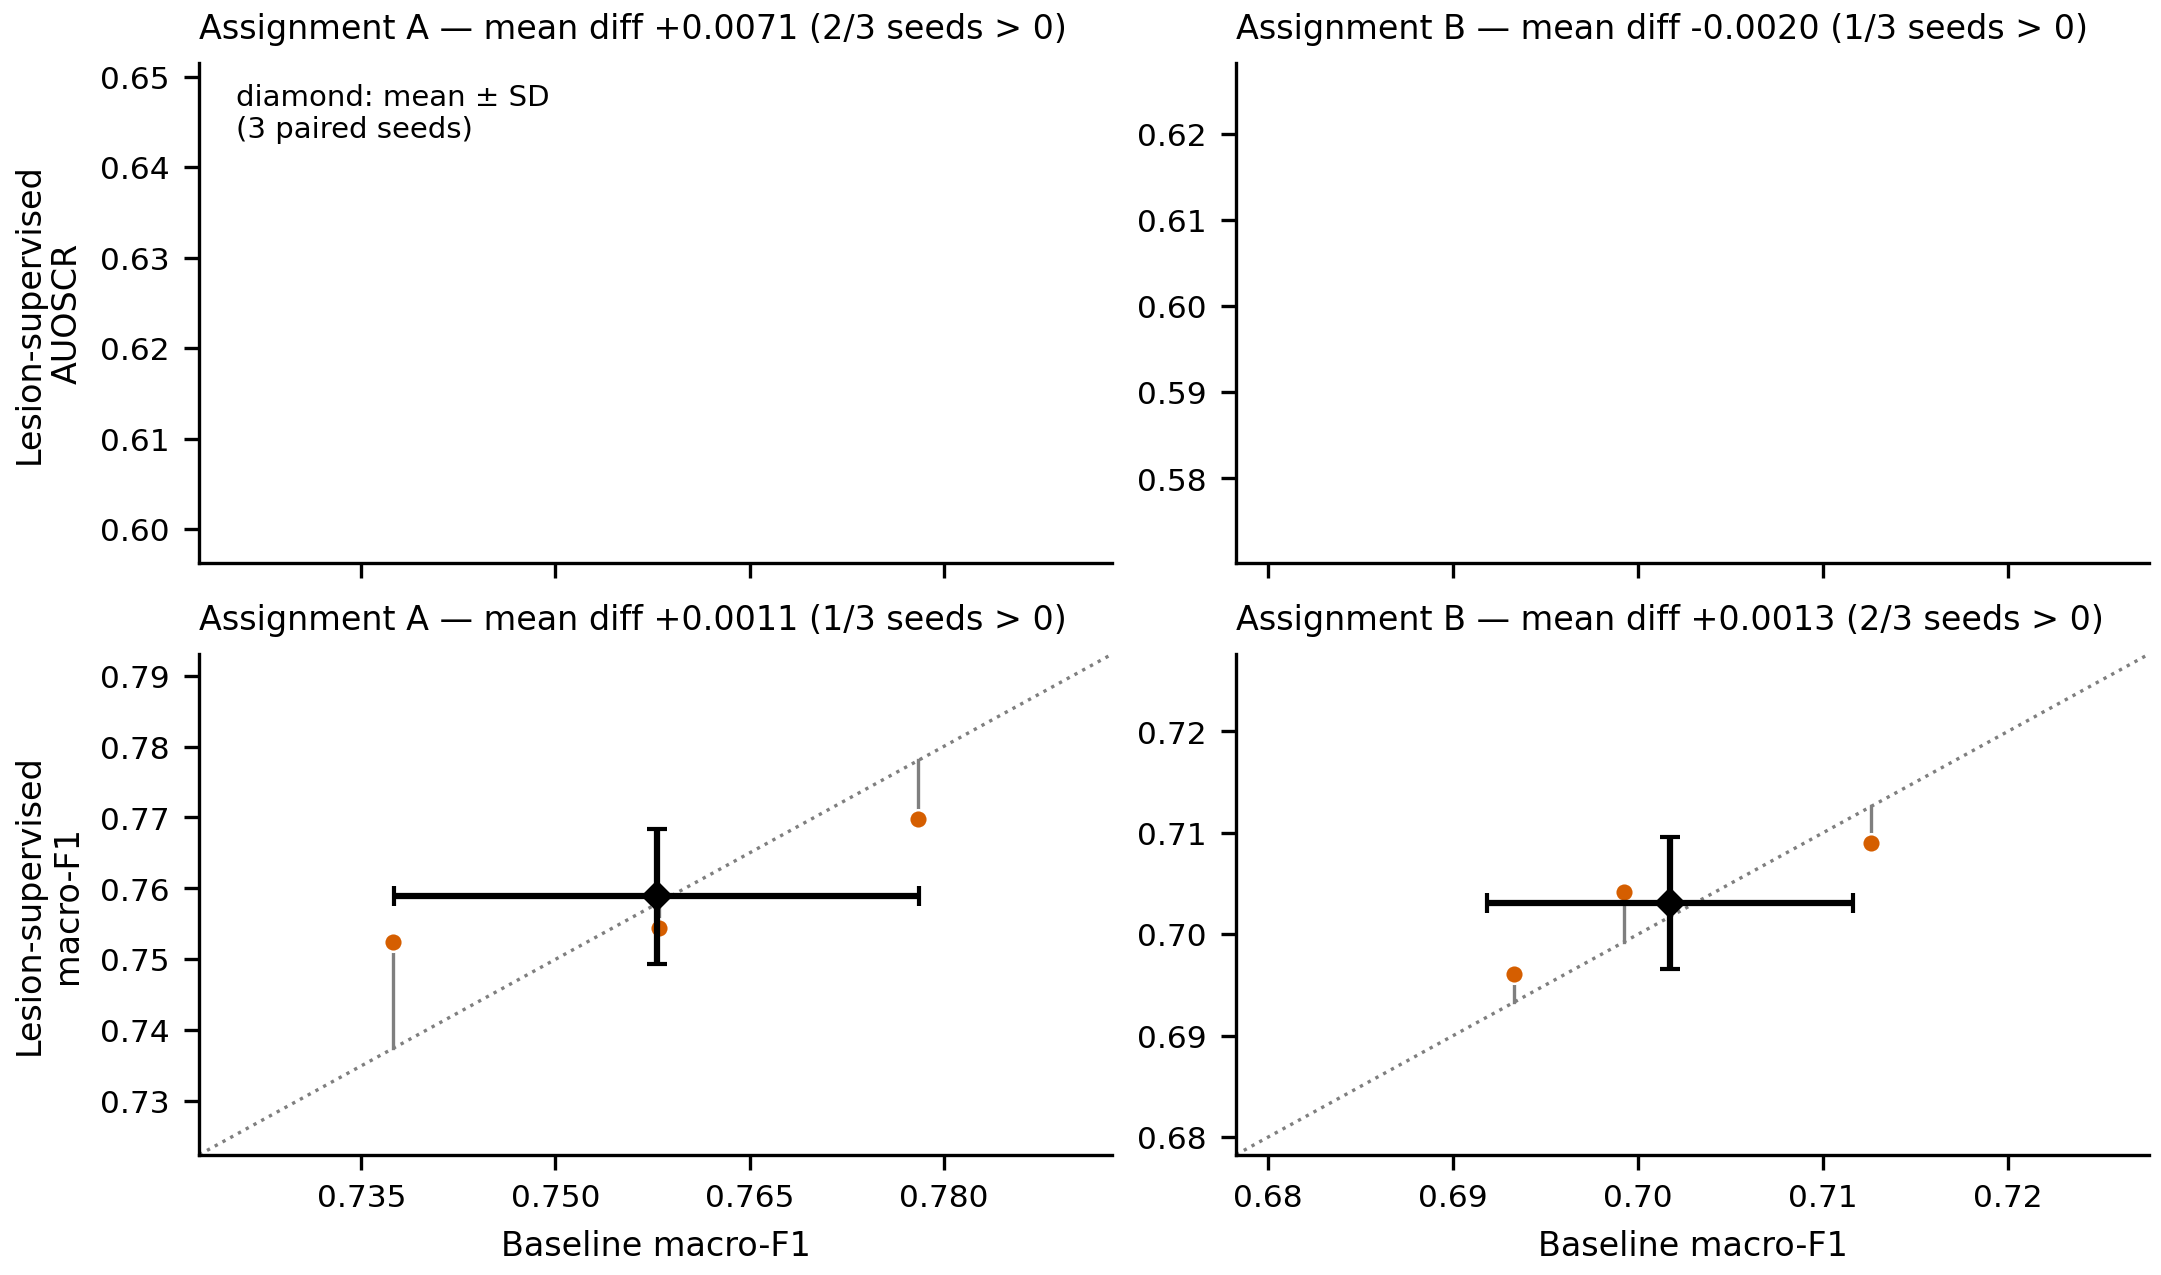 Assignment A — mean diff +0.0071 (2/3 seeds > 0)
Assignment B — mean diff -0.0020 (1/3 seeds > 0)
Lesion-supervised
AUOSCR
0.65
0.64
0.63
0.62
0.61
0.60
diamond: mean ± SD
(3 paired seeds)
0.62
0.61
0.60
0.59
0.58
Assignment A — mean diff +0.0011 (1/3 seeds > 0)
Assignment B — mean diff +0.0013 (2/3 seeds > 0)
Lesion-supervised
macro-F1
0.79
0.78
0.77
0.76
0.75
0.74
0.73
0.735
0.750
0.765
0.780
Baseline macro-F1
0.72
0.71
0.70
0.69
0.68
0.68
0.69
0.70
0.71
0.72
Baseline macro-F1